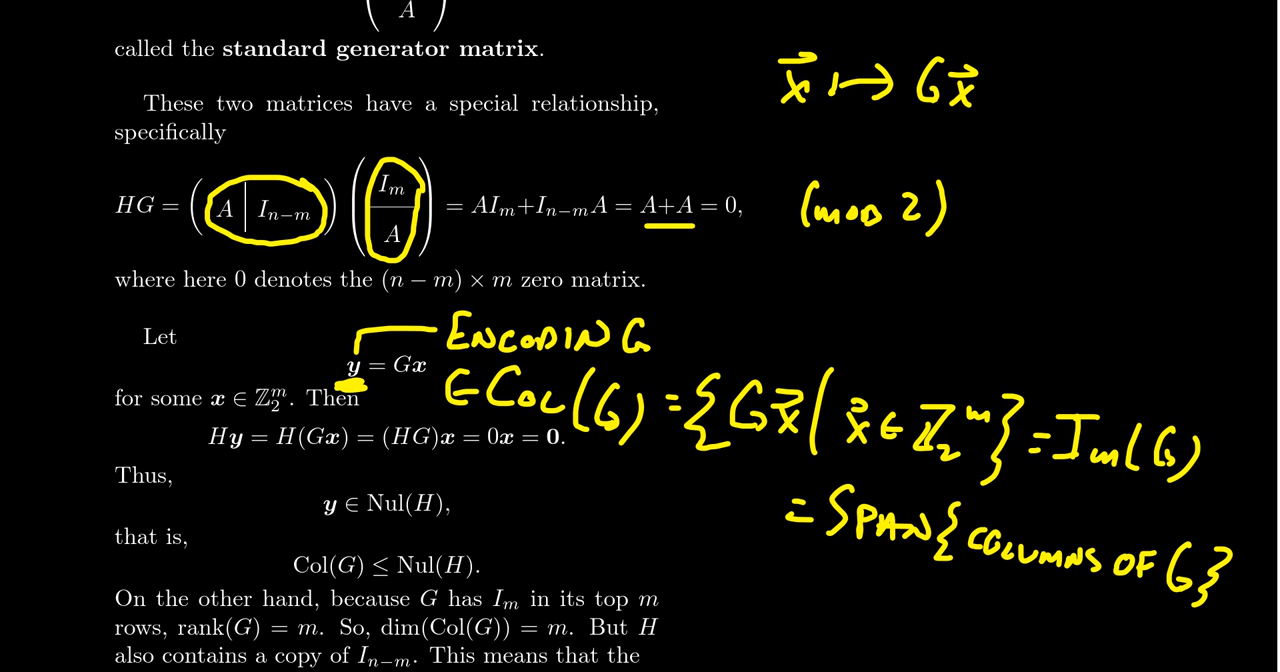 A
called the standard generator matrix.
x⃗ ↦ Gx⃗
These two matrices have a special relationship,
specifically
HG = ( A | I_{n−m} ) ( I_m / A ) = AI_m+I_{n−m}A = A+A = 0,
(MOD 2)
where here 0 denotes the (n − m) × m zero matrix.
Let
ENCODING
y = Gx
∈ COL(G) = {Gx⃗ | x⃗ ∈ ℤ₂^m} = Im(G)
for some x ∈ ℤ₂^m. Then
Hy = H(Gx) = (HG)x = 0x = 0.
Thus,
y ∈ Nul(H),
= SPAN{COLUMNS OF G}
that is,
Col(G) ≤ Nul(H).
On the other hand, because G has I_m in its top m
rows, rank(G) = m. So, dim(Col(G)) = m. But H
also contains a copy of I_{n−m}. This means that the